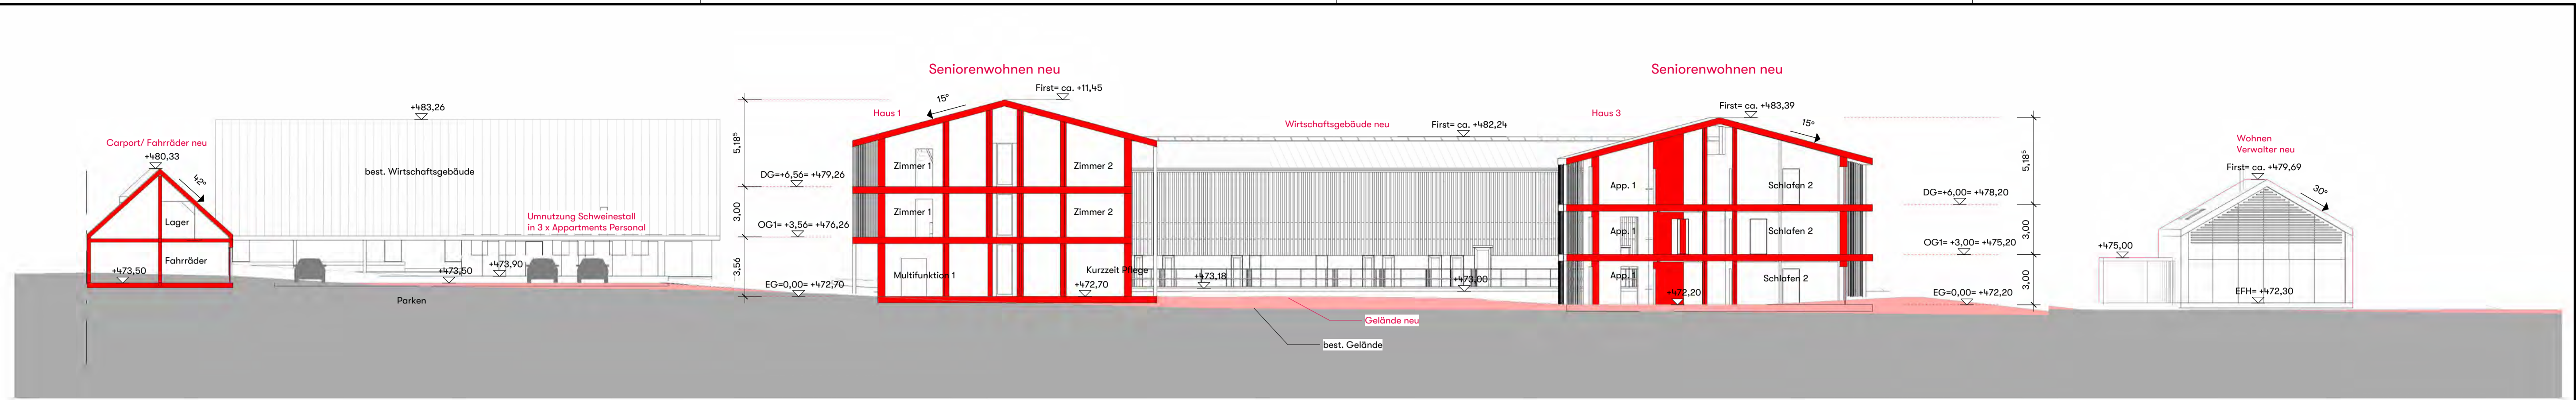 Carport/ Fahrräder neu
+480,33
42°
Lager
Fahrräder
+473,50
+483,26
best. Wirtschaftsgebäude
Umnutzung Schweinestall
in 3 x Appartments Personal
+473,50
+473,90
Parken
5,18⁵
3,00
3,56
DG=+6,56= +479,26
OG1= +3,56= +476,26
EG=0,00= +472,70
Seniorenwohnen neu
Haus 1
15°
First= ca. +11,45
Zimmer 1
Zimmer 2
Zimmer 1
Zimmer 2
Multifunktion 1
Kurzzeit Pflege
+472,70
Wirtschaftsgebäude neu
First= ca. +482,24
+473,18
+473,00
Gelände neu
best. Gelände
Seniorenwohnen neu
Haus 3
First= ca. +483,39
15°
App. 1
Schlafen 2
App. 1
Schlafen 2
App. 1
Schlafen 2
+472,20
DG=+6,00= +478,20
OG1= +3,00= +475,20
EG=0,00= +472,20
5,18⁵
3,00
3,00
Wohnen
Verwalter neu
First= ca. +479,69
30°
+475,00
EFH= +472,30